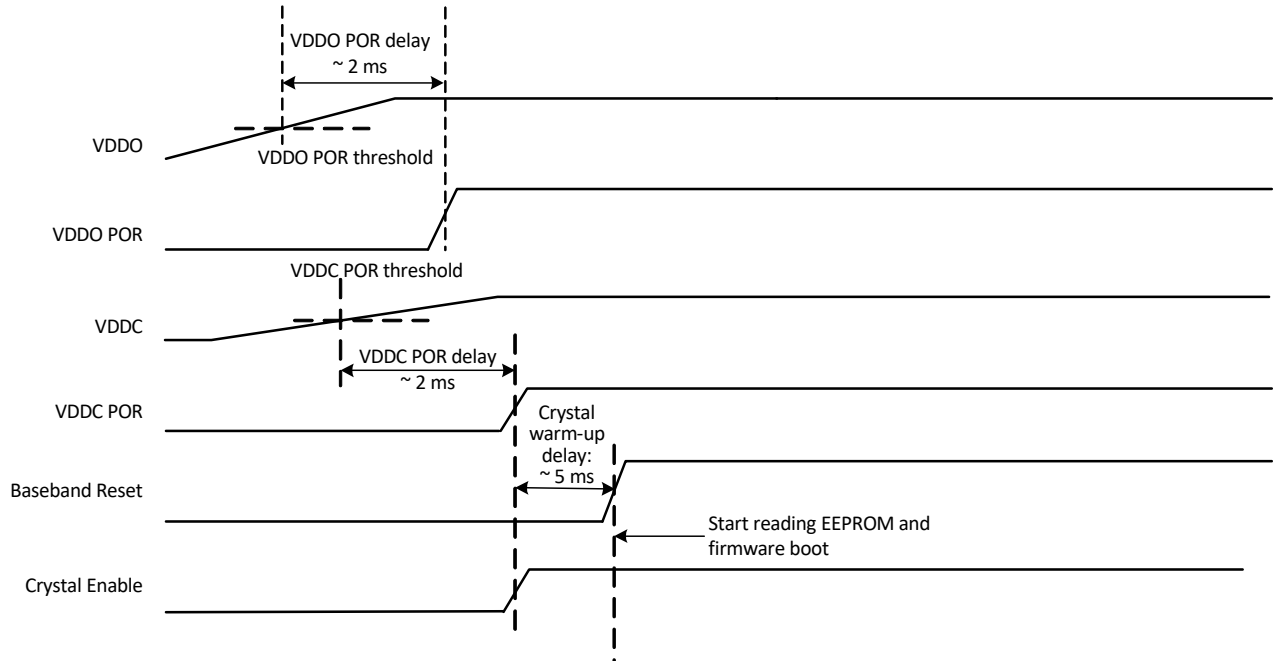 VDDO POR delay
~ 2 ms
VDDO
VDDO POR threshold
VDDO POR
VDDC POR threshold
VDDC
VDDC POR delay
~ 2 ms
VDDC POR
Crystal
warm-up
delay:
~ 5 ms
Baseband Reset
Start reading EEPROM and
firmware boot
Crystal Enable